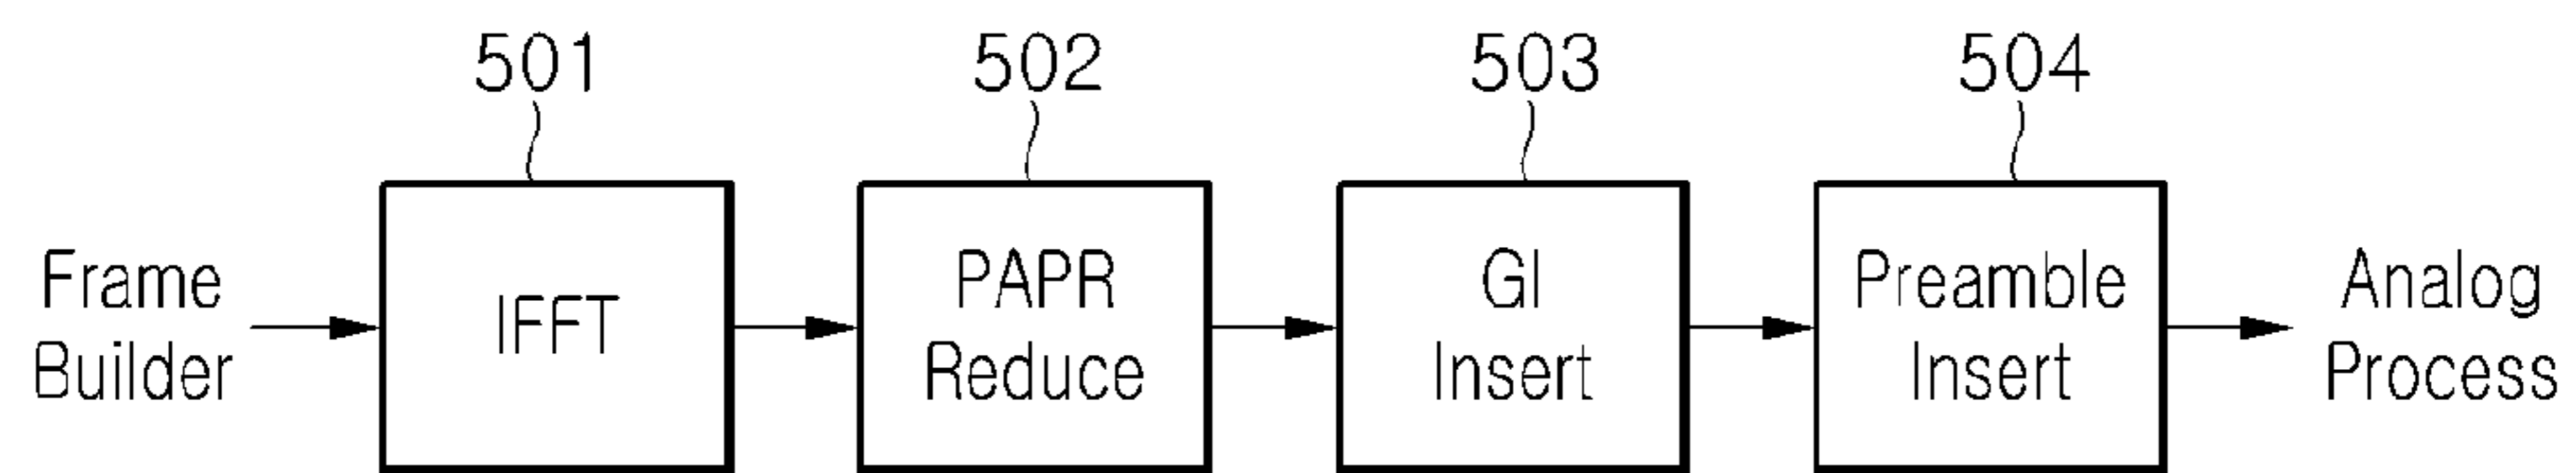 501
502
503
504
Frame
Builder
IFFT
PAPR
Reduce
GI
Insert
Preamble
Insert
Analog
Process